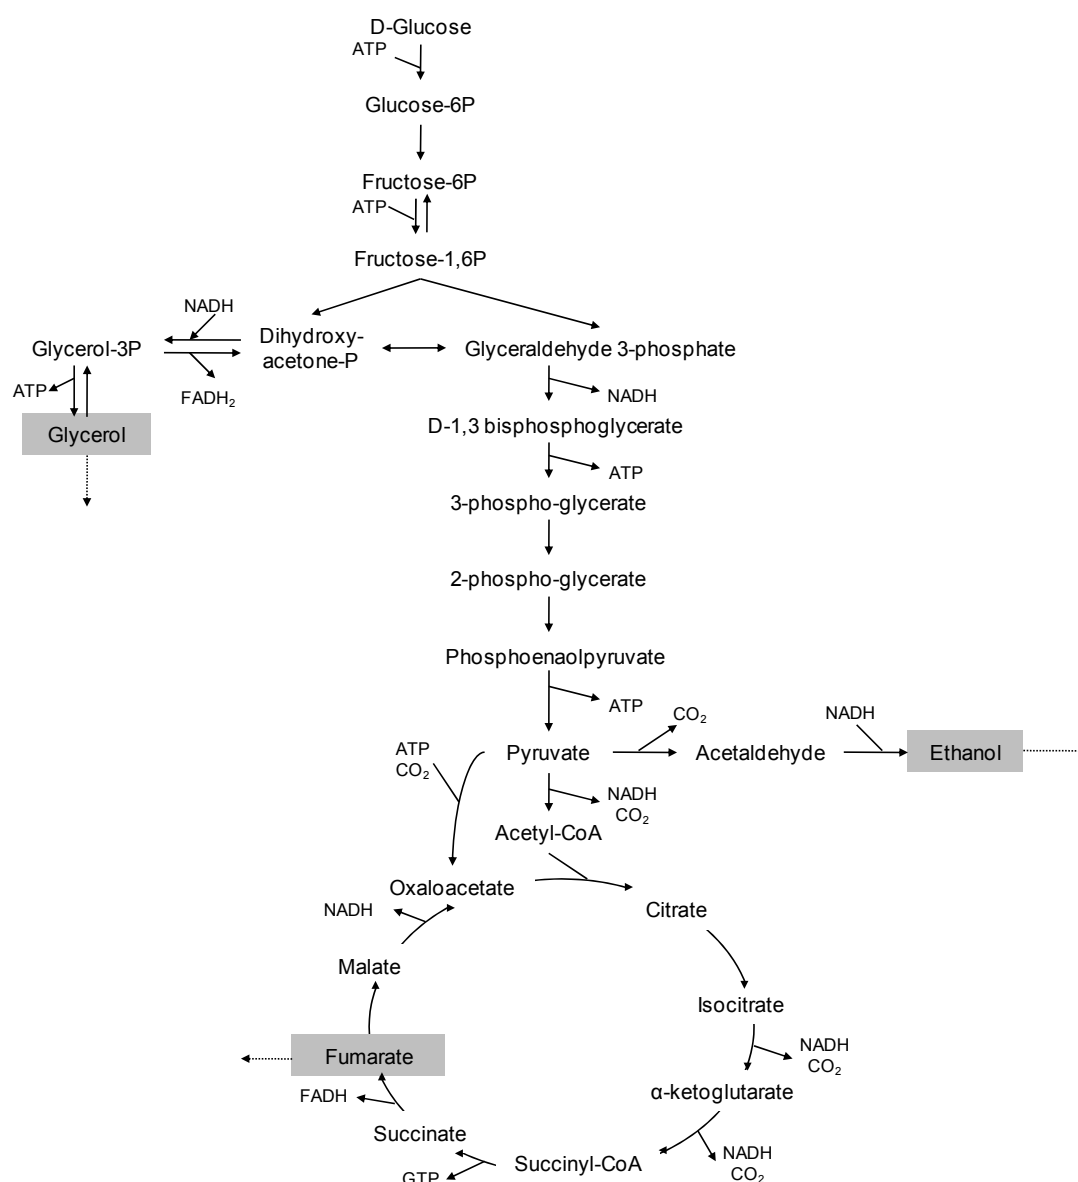 D-Glucose
ATP
Glucose-6P
Fructose-6P
ATP
Fructose-1,6P
NADH
Dihydroxy-
acetone-P
Glycerol-3P
Glyceraldehyde 3-phosphate
ATP
FADH₂
NADH
Glycerol
D-1,3 bisphosphoglycerate
ATP
3-phospho-glycerate
2-phospho-glycerate
Phosphoenaolpyruvate
ATP
CO₂
NADH
ATP
CO₂
Pyruvate
Acetaldehyde
Ethanol
NADH
CO₂
Acetyl-CoA
Oxaloacetate
NADH
Citrate
Malate
Isocitrate
Fumarate
NADH
CO₂
FADH
α-ketoglutarate
Succinate
NADH
CO₂
Succinyl-CoA
GTP